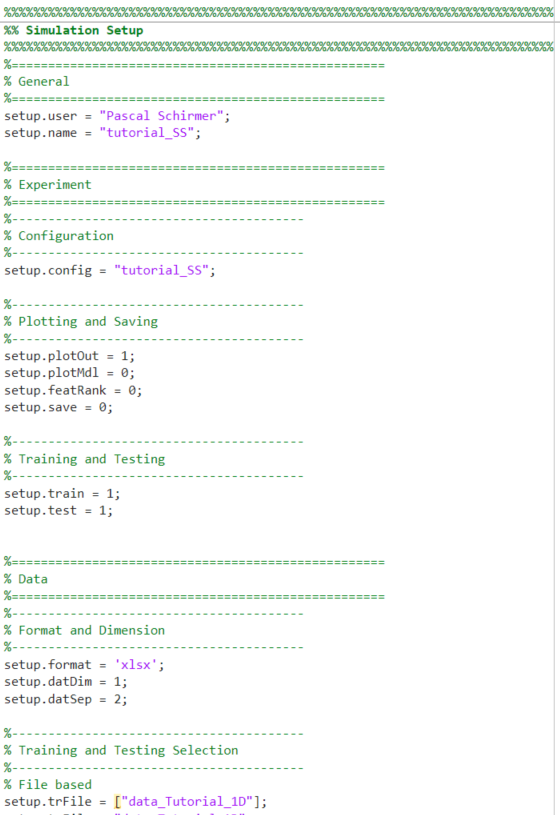 %%%%%%%%%%%%%%%%%%%%%%%%%%%%%%%%%%%%%%%%%%%%%%%%%%%%%%%%%%%%%%%%%%%%%%%%%%%
%% Simulation Setup
%%%%%%%%%%%%%%%%%%%%%%%%%%%%%%%%%%%%%%%%%%%%%%%%%%%%%%%%%%%%%%%%%%%%%%%%%%%
%===================================================
% General
%===================================================
setup.user = "Pascal Schirmer";
setup.name = "tutorial_SS";
%===================================================
% Experiment
%===================================================
%----------------------------------------
% Configuration
%----------------------------------------
setup.config = "tutorial_SS";
%----------------------------------------
% Plotting and Saving
%----------------------------------------
setup.plotOut = 1;
setup.plotMdl = 0;
setup.featRank = 0;
setup.save = 0;
%----------------------------------------
% Training and Testing
%----------------------------------------
setup.train = 1;
setup.test = 1;
%===================================================
% Data
%===================================================
%----------------------------------------
% Format and Dimension
%----------------------------------------
setup.format = 'xlsx';
setup.datDim = 1;
setup.datSep = 2;
%----------------------------------------
% Training and Testing Selection
%----------------------------------------
% File based
setup.trFile = ["data_Tutorial_1D"];